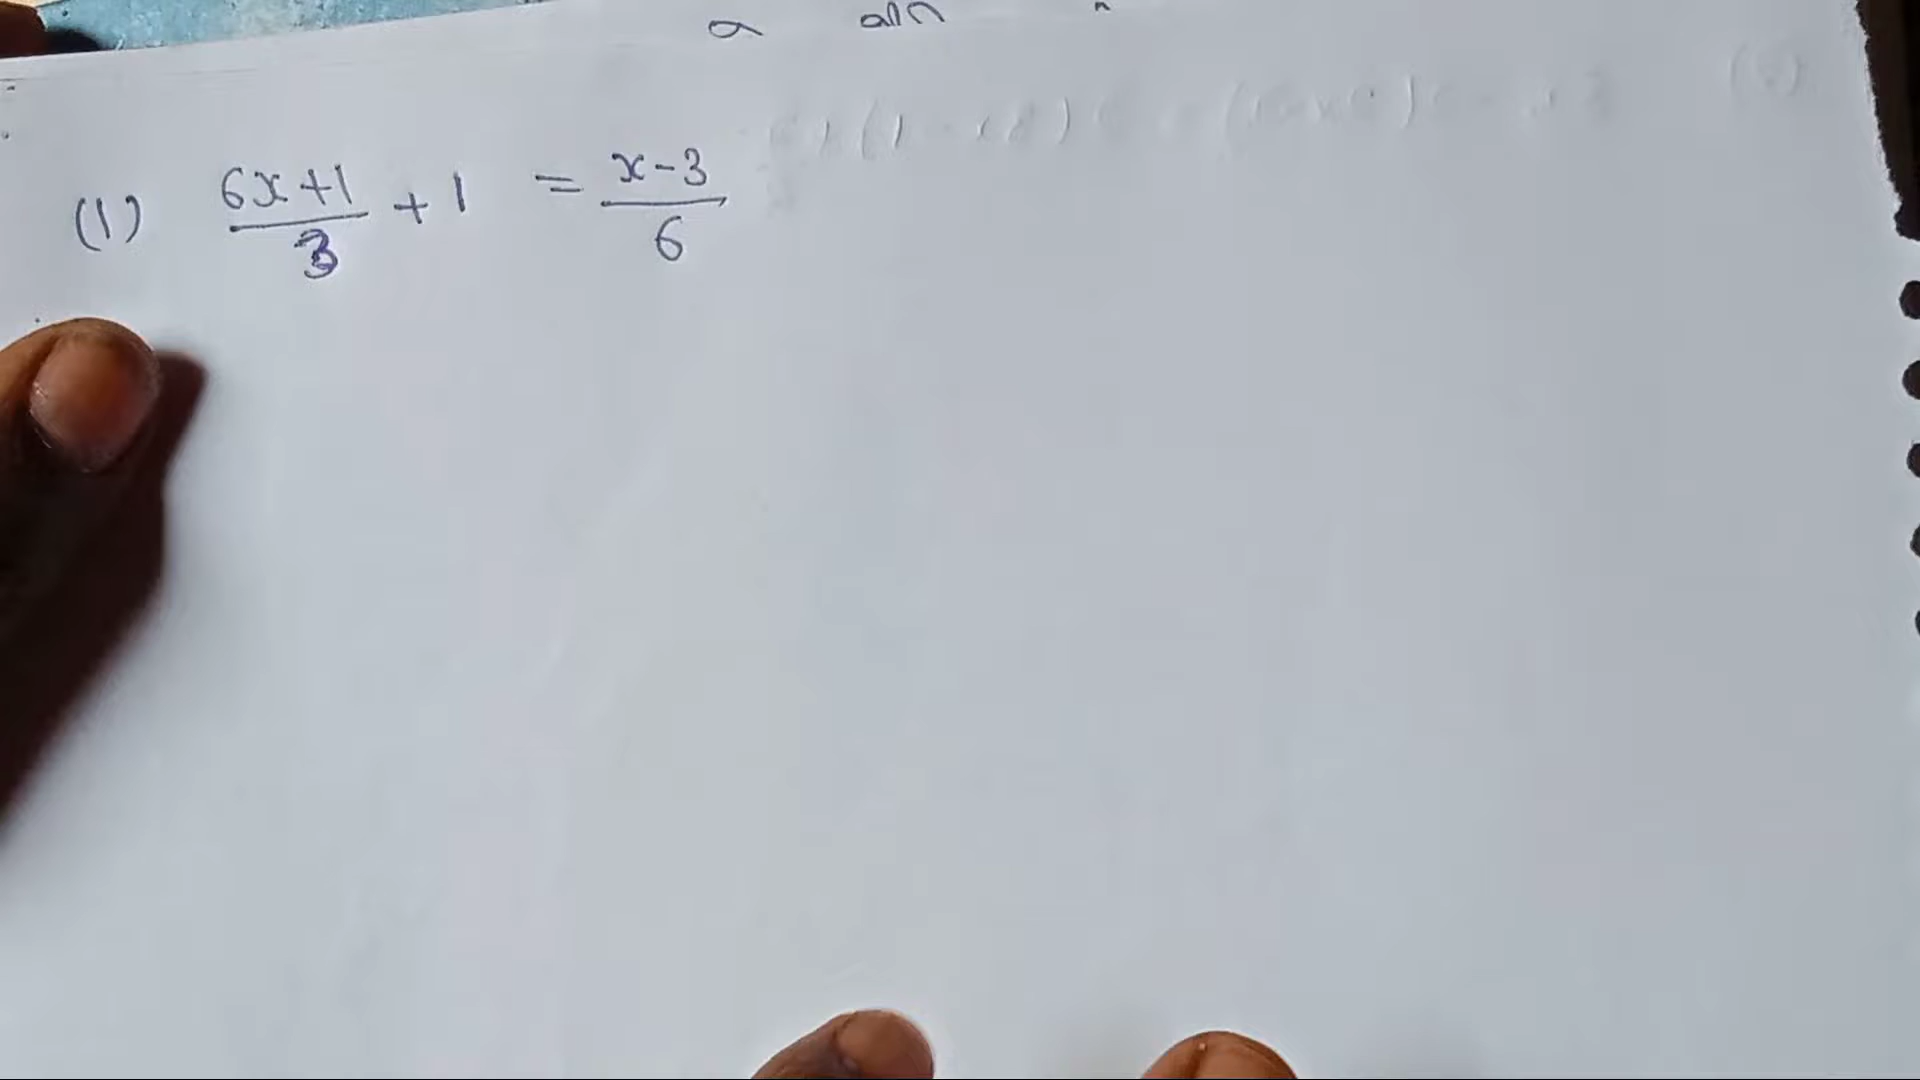 (1) (6x+1)/3 + 1 = (x-3)/6